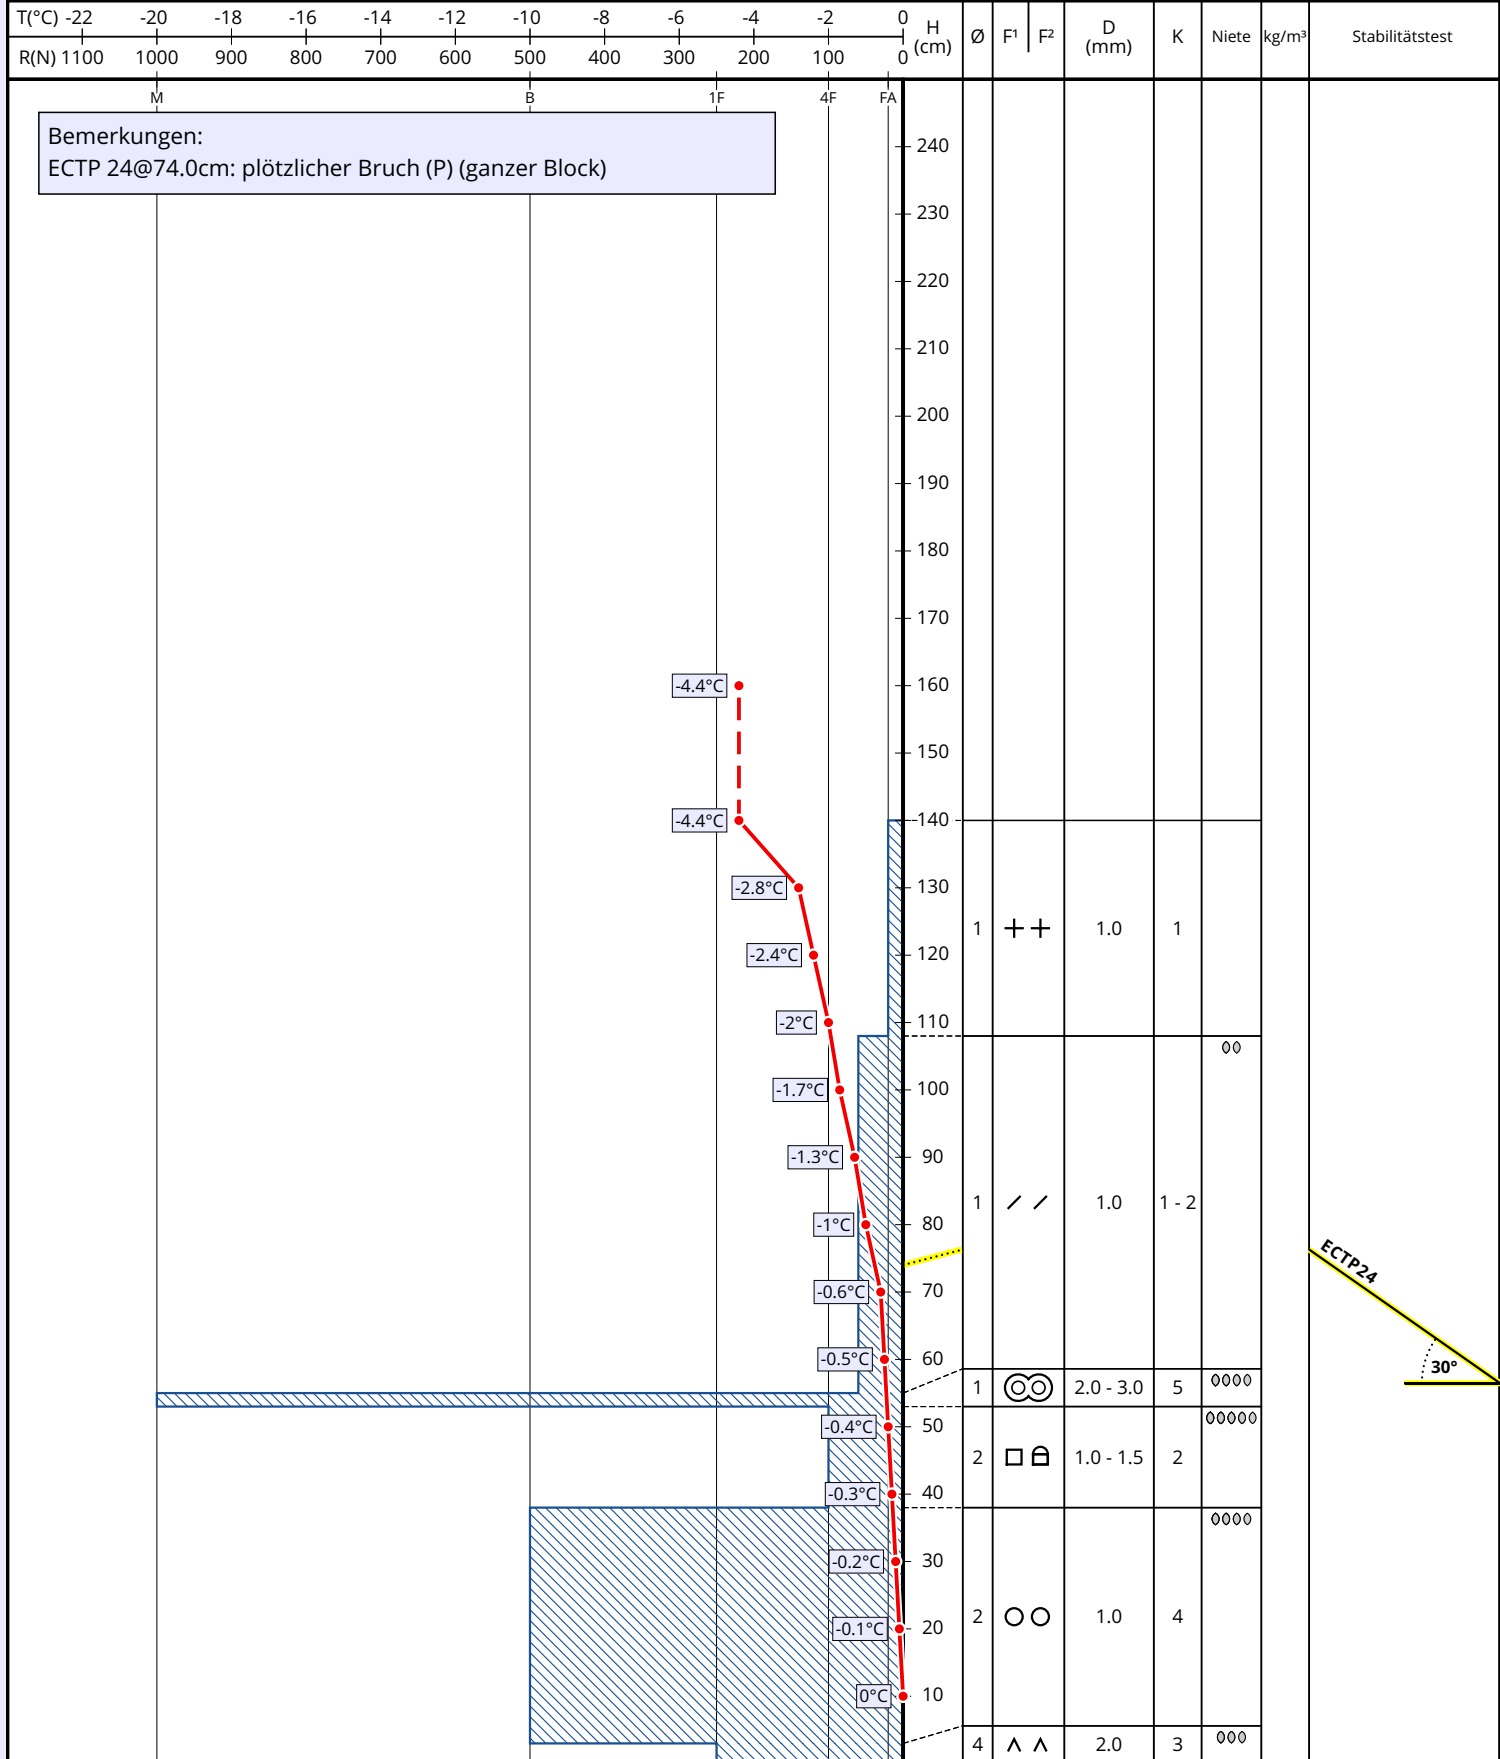 T(°C) -22 -20 -18 -16 -14 -12 -10 -8 -6 -4 -2 0
R(N) 1100 1000 900 800 700 600 500 400 300 200 100 0
H (cm) Ø F¹ F² D (mm) K Niete kg/m³ Stabilitätstest
M B 1F 4F FA
Bemerkungen:
ECTP 24@74.0cm: plötzlicher Bruch (P) (ganzer Block)
240
230
220
210
200
190
180
170
-4.4°C 160
150
-4.4°C 140
-2.8°C 130
1 1.0 1
-2.4°C 120
-2°C 110
-1.7°C 100
-1.3°C 90
1 1.0 1 - 2
-1°C 80
ECTP24
-0.6°C 70
-0.5°C 60
30°
1 2.0 - 3.0 5
-0.4°C 50
2 1.0 - 1.5 2
-0.3°C 40
-0.2°C 30
2 1.0 4
-0.1°C 20
0°C 10
4 2.0 3